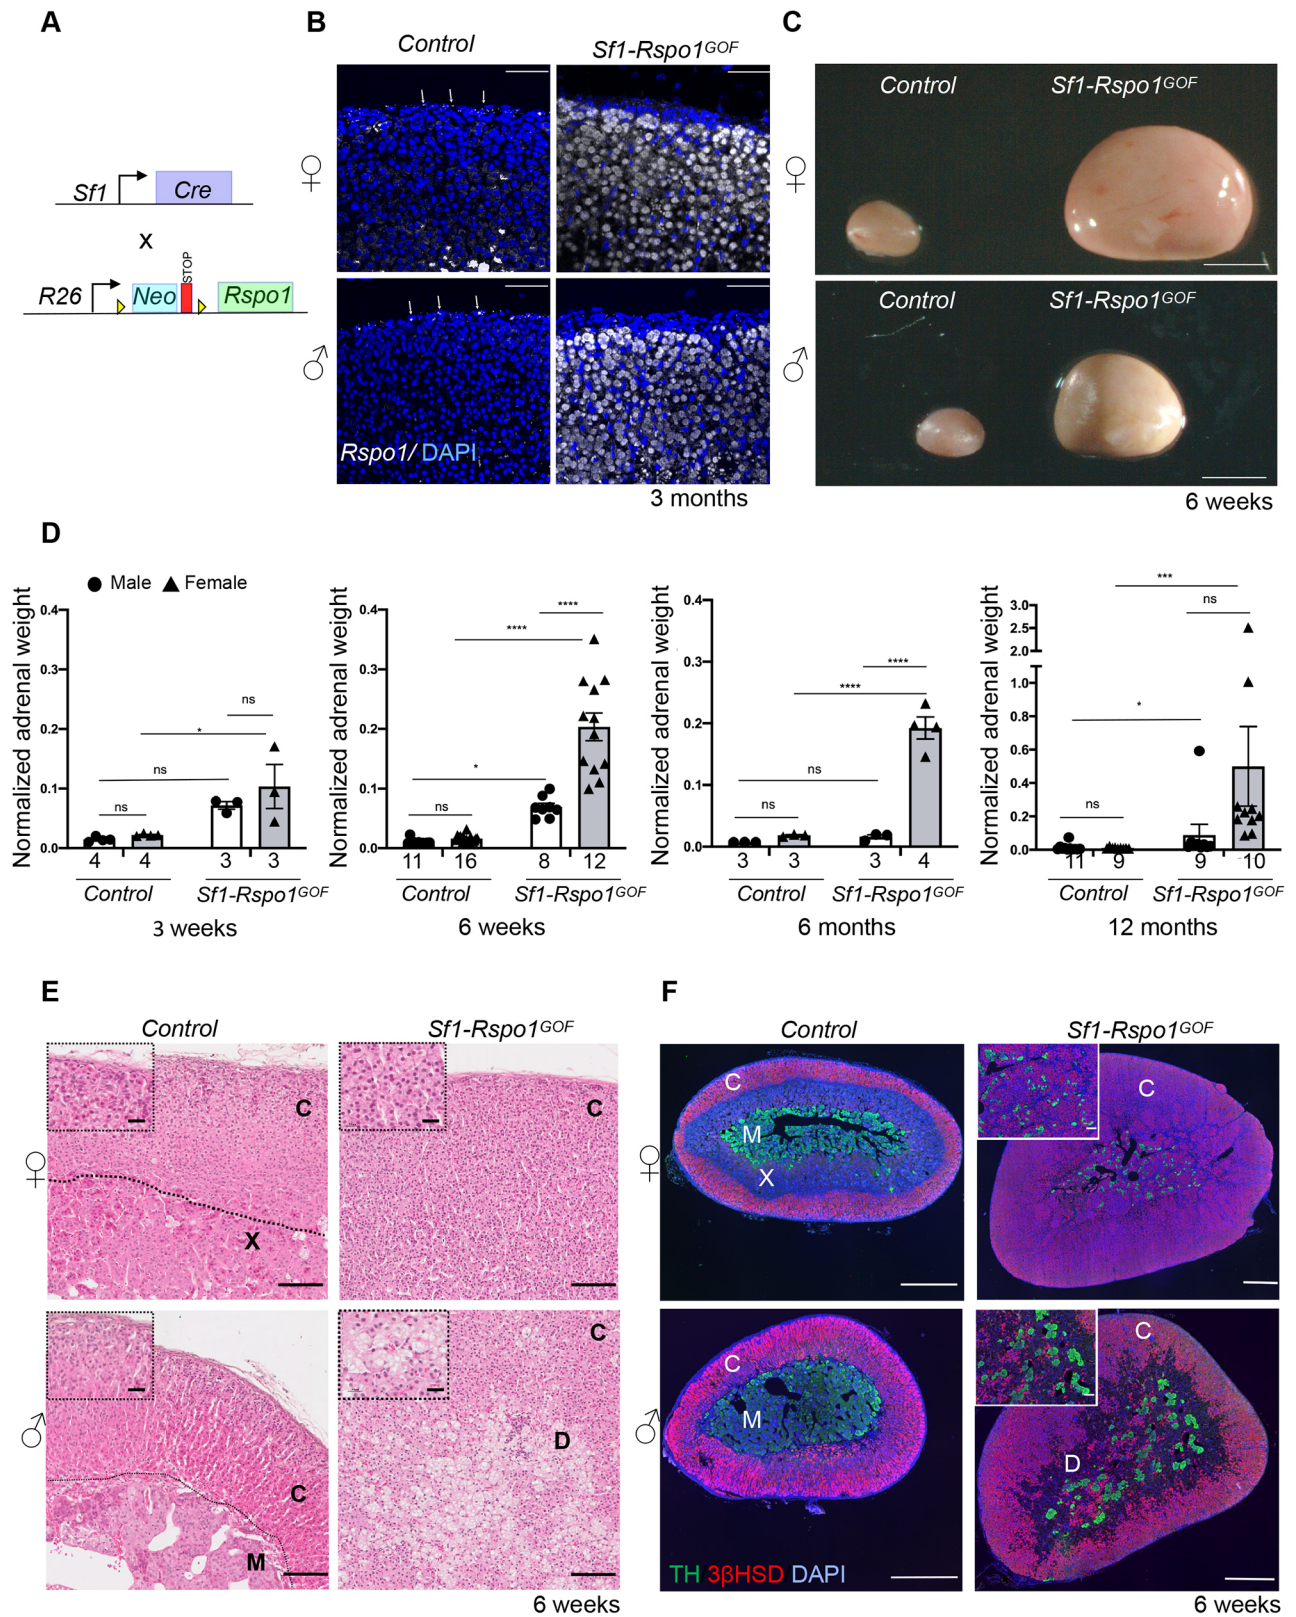 A
Sf1 Cre
x
STOP
R26 Neo Rspo1
B
Control Sf1-Rspo1GOF
♀
♂
Rspo1/ DAPI
3 months
C
Control Sf1-Rspo1GOF
♀
Control Sf1-Rspo1GOF
♂
6 weeks
D
Male Female
Normalized adrenal weight
0.4
0.3
0.2
0.1
0.0
ns
*
ns
ns
4 4 3 3
Control Sf1-Rspo1GOF
3 weeks
Normalized adrenal weight
0.4
0.3
0.2
0.1
0.0
****
****
*
ns
11 16 8 12
Control Sf1-Rspo1GOF
6 weeks
Normalized adrenal weight
0.4
0.3
0.2
0.1
0.0
****
****
ns
ns
3 3 3 4
Control Sf1-Rspo1GOF
6 months
Normalized adrenal weight
3.0
2.5
2.0
1.0
0.8
0.6
0.4
0.2
0.0
***
ns
*
ns
11 9 9 10
Control Sf1-Rspo1GOF
12 months
E
Control Sf1-Rspo1GOF
♀
C
X
C
♂
C
M
C
D
6 weeks
F
Control Sf1-Rspo1GOF
♀
C
M
X
C
♂
C
M
TH 3βHSD DAPI
C
D
6 weeks